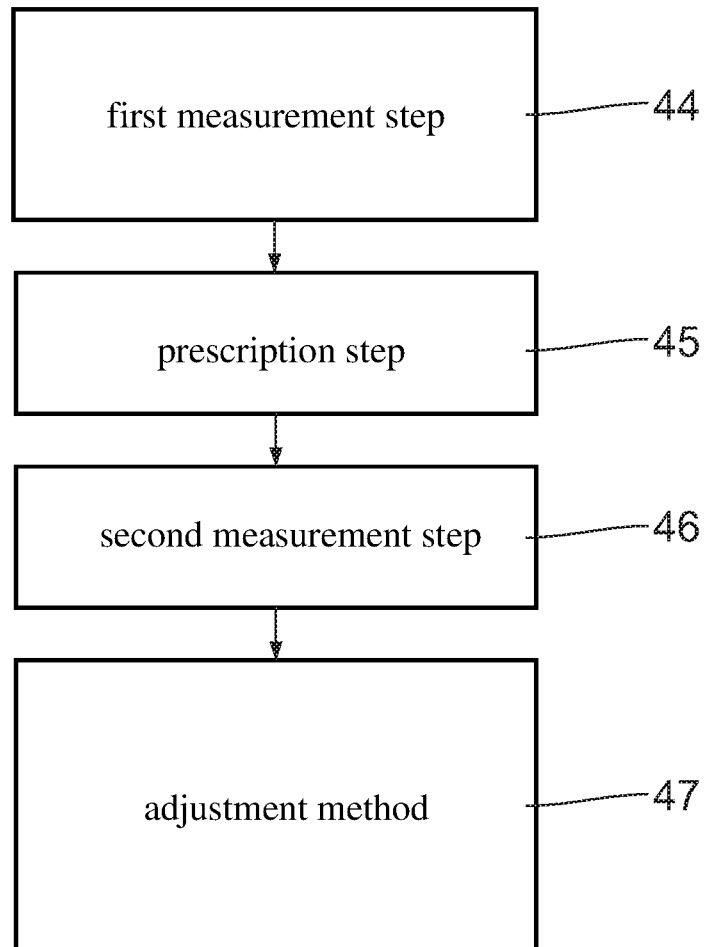 first measurement step
44
prescription step
45
second measurement step
46
adjustment method
47